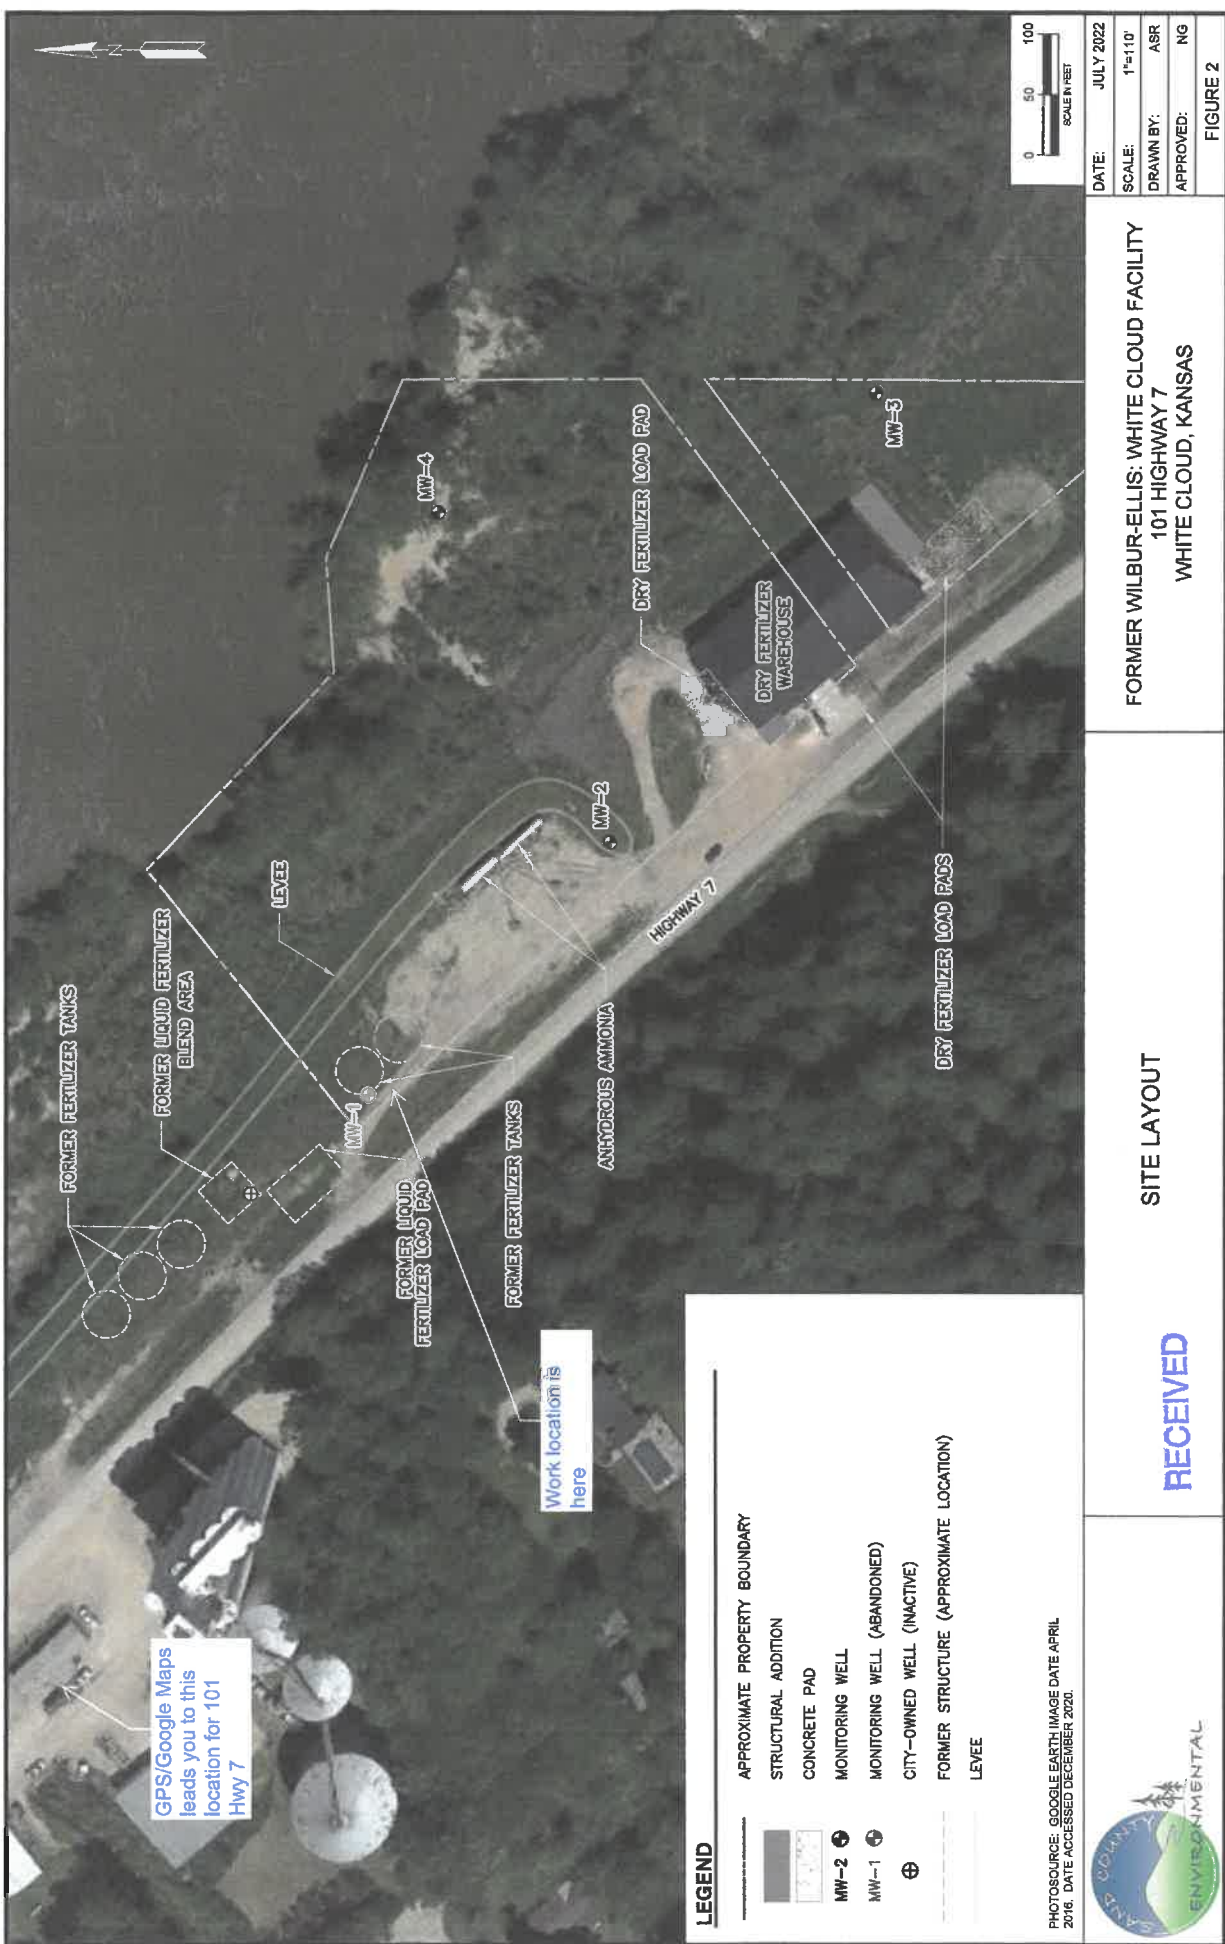 N
FORMER FERTILIZER TANKS
FORMER LIQUID FERTILIZER
BLEND AREA
LEVEE
MW-4
MW-1
MW-2
DRY FERTILIZER LOAD PAD
DRY FERTILIZER
WAREHOUSE
MW-3
HIGHWAY 7
FORMER LIQUID
FERTILIZER LOAD PAD
FORMER FERTILIZER TANKS
ANHYDROUS AMMONIA
DRY FERTILIZER LOAD PADS
GPS/Google Maps
leads you to this
location for 101
Hwy 7
Work location is
here
LEGEND
APPROXIMATE PROPERTY BOUNDARY
STRUCTURAL ADDITION
CONCRETE PAD
MW-2 MONITORING WELL
MW-1 MONITORING WELL (ABANDONED)
CITY-OWNED WELL (INACTIVE)
FORMER STRUCTURE (APPROXIMATE LOCATION)
LEVEE
PHOTOSOURCE: GOOGLE EARTH IMAGE DATE APRIL
2016. DATE ACCESSED DECEMBER 2020.
0 50 100
SCALE IN FEET
SAND COUNTY
ENVIRONMENTAL
RECEIVED
SITE LAYOUT
FORMER WILBUR-ELLIS: WHITE CLOUD FACILITY
101 HIGHWAY 7
WHITE CLOUD, KANSAS
DATE: JULY 2022
SCALE: 1"=110'
DRAWN BY: ASR
APPROVED: NG
FIGURE 2